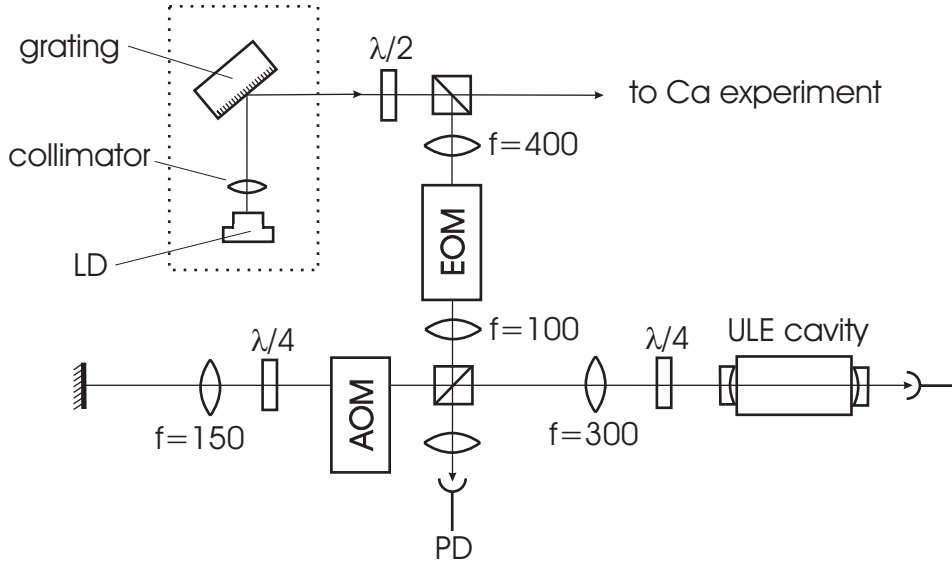 grating
λ/2
to Ca experiment
collimator
f=400
LD
EOM
f=100
λ/4
λ/4
ULE cavity
AOM
f=150
f=300
PD